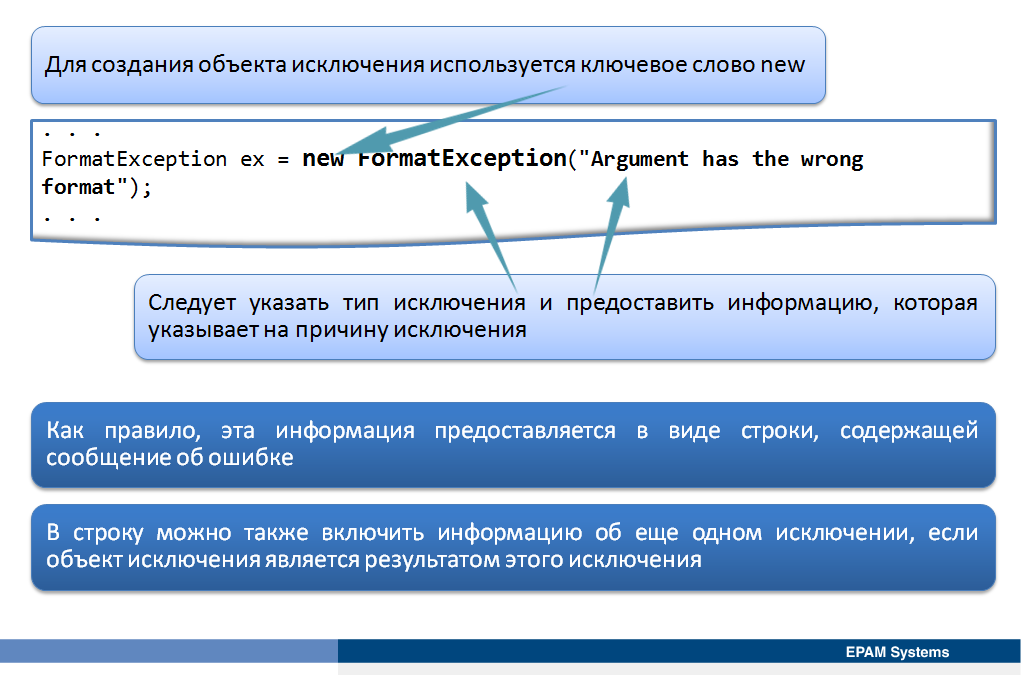 Для создания объекта исключения используется ключевое слово new
. . .
FormatException ex = new FormatException("Argument has the wrong
format");
. . .
Следует указать тип исключения и предоставить информацию, которая
указывает на причину исключения
Как правило, эта информация предоставляется в виде строки, содержащей
сообщение об ошибке
В строку можно также включить информацию об еще одном исключении, если
объект исключения является результатом этого исключения
EPAM Systems